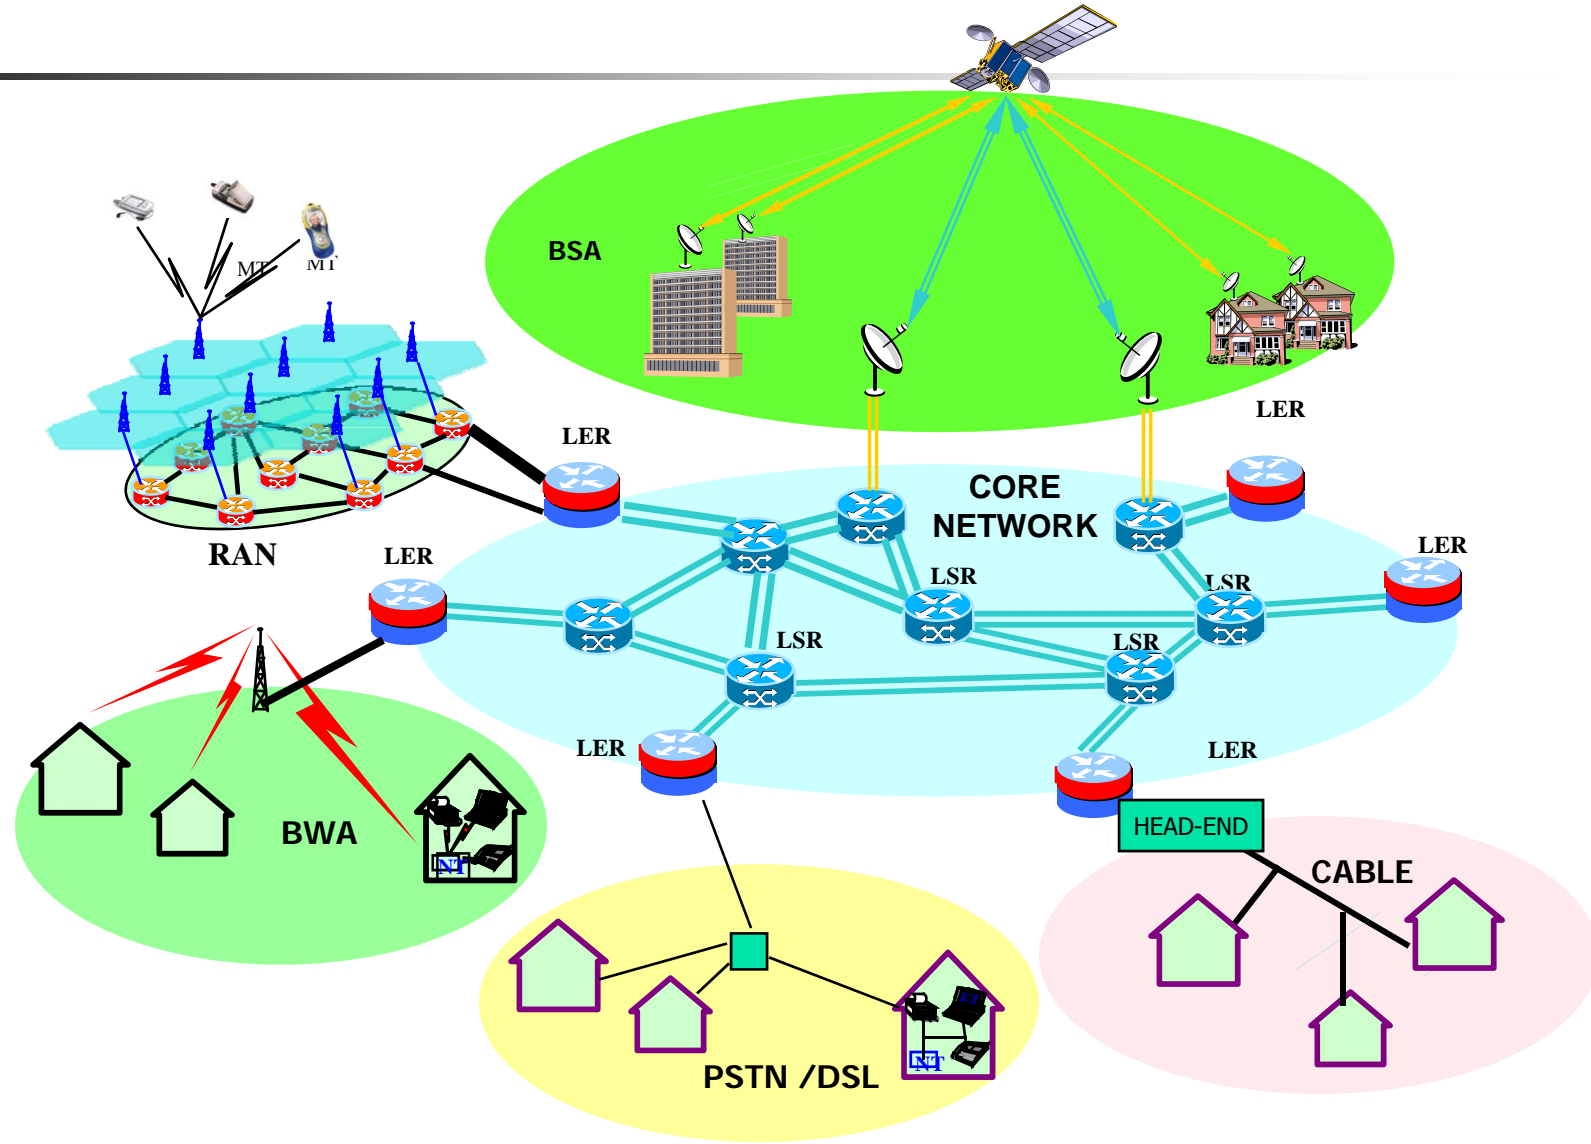 BSA
MT
MT
LER
LER
CORE
NETWORK
RAN
LER
LER
LSR
LSR
LSR
LSR
LER
LER
HEAD-END
BWA
NT
CABLE
PSTN /DSL
NT